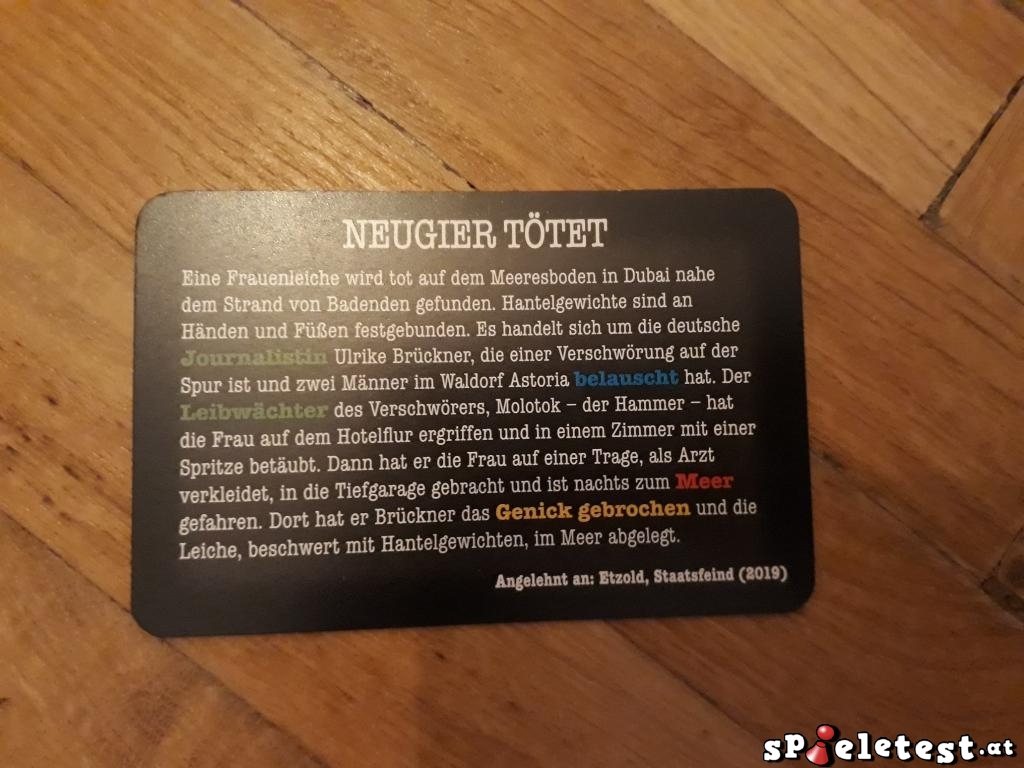 NEUGIER TÖTET
Eine Frauenleiche wird tot auf dem Meeresboden in Dubai nahe
dem Strand von Badenden gefunden. Hantelgewichte sind an
Händen und Füßen festgebunden. Es handelt sich um die deutsche
Journalistin Ulrike Brückner, die einer Verschwörung auf der
Spur ist und zwei Männer im Waldorf Astoria belauscht hat. Der
Leibwächter des Verschwörers, Molotok – der Hammer – hat
die Frau auf dem Hotelflur ergriffen und in einem Zimmer mit einer
Spritze betäubt. Dann hat er die Frau auf einer Trage, als Arzt
verkleidet, in die Tiefgarage gebracht und ist nachts zum Meer
gefahren. Dort hat er Brückner das Genick gebrochen und die
Leiche, beschwert mit Hantelgewichten, im Meer abgelegt.
Angelehnt an: Etzold, Staatsfeind (2019)
spieletest.at